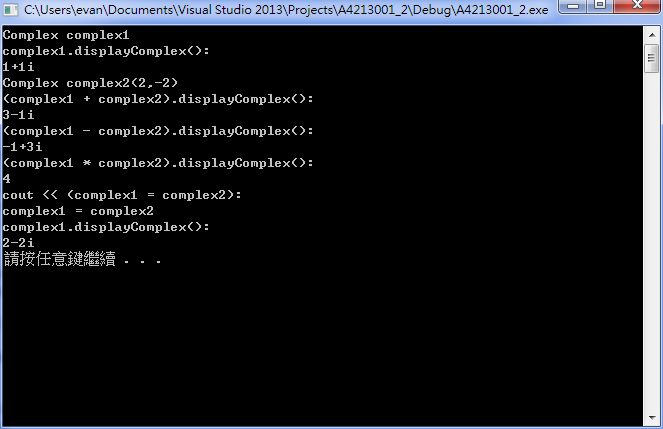 C:\Users\evan\Documents\Visual Studio 2013\Projects\A4213001_2\Debug\A4213001_2.exe
Complex complex1
complex1.displayComplex():
1+1i
Complex complex2(2,-2)
(complex1 + complex2).displayComplex():
3-1i
(complex1 - complex2).displayComplex():
-1+3i
(complex1 * complex2).displayComplex():
4
cout << (complex1 = complex2):
complex1 = complex2
complex1.displayComplex():
2-2i
請按任意鍵繼續 . . .